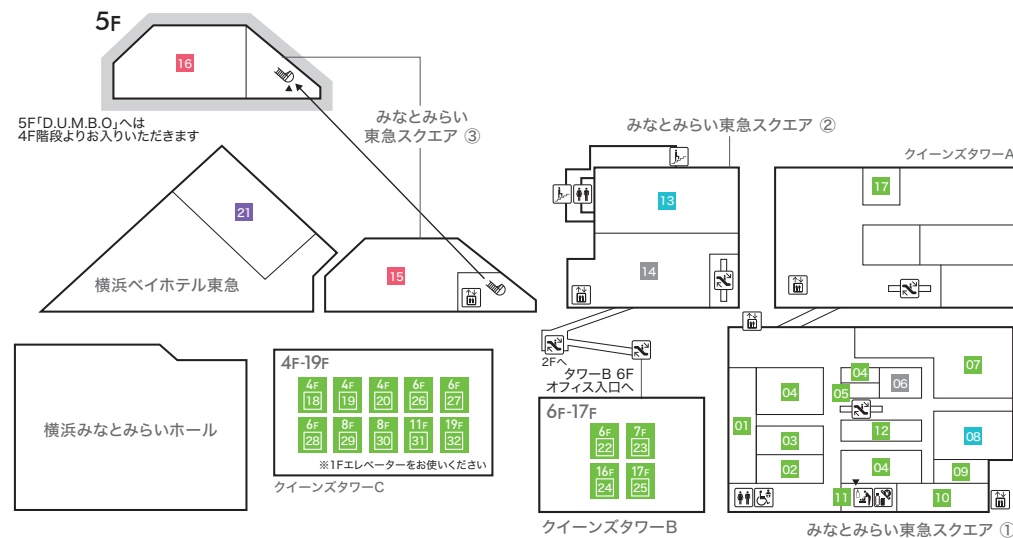 5F
16
5F「D.U.M.B.O」へは
4F階段よりお入りいただきます
みなとみらい
東急スクエア ③
みなとみらい東急スクエア ②
クイーンズタワーA
17
13
21
14
15
横浜ベイホテル東急
2Fへ
タワーB 6F
オフィス入口へ
横浜みなとみらいホール
4F-19F
4F 4F 4F 6F 6F
18 19 20 26 27
6F 8F 8F 11F 19F
28 29 30 31 32
※1Fエレベーターをお使いください
クイーンズタワーC
6F-17F
6F 7F
22 23
16F 17F
24 25
クイーンズタワーB
07
04
06
04
05
01
12
03
08
02
04
09
11
10
みなとみらい東急スクエア ①